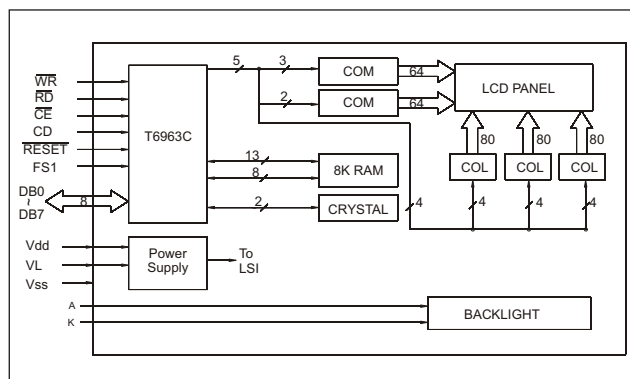 WR
RD
CE
CD
RESET
FS1
DB0
~
DB7
8
T6963C
5
3
COM
64
2
COM
64
LCD PANEL
80
80
80
COL
COL
COL
4
4
4
4
13
8
8K RAM
2
CRYSTAL
Vdd
VL
Vss
Power
Supply
To
LSI
A
K
BACKLIGHT